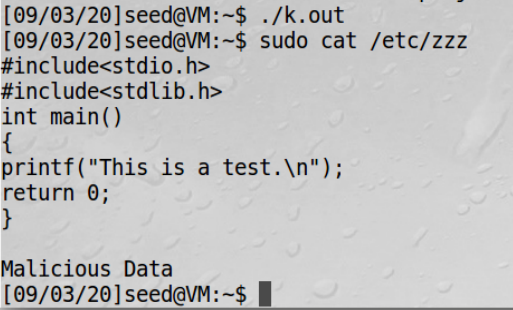 [09/03/20]seed@VM:~$ ./k.out
[09/03/20]seed@VM:~$ sudo cat /etc/zzz
#include<stdio.h>
#include<stdlib.h>
int main()
{
printf("This is a test.\n");
return 0;
}

Malicious Data
[09/03/20]seed@VM:~$